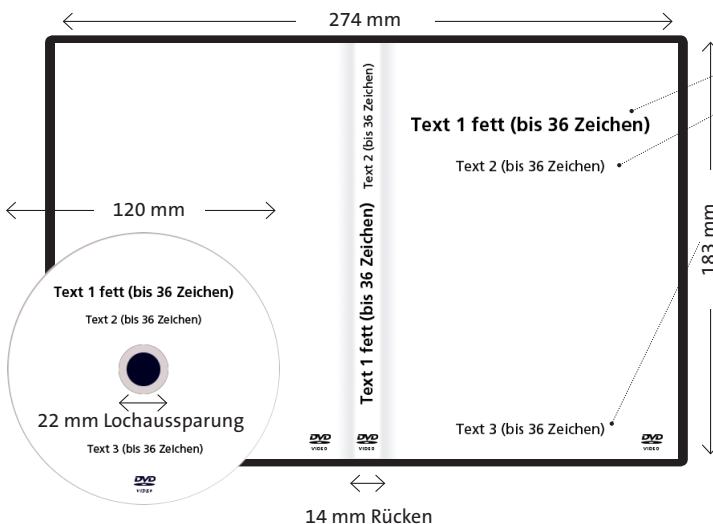 274 mm
Text 2 (bis 36 Zeichen)
Text 1 fett (bis 36 Zeichen)
Text 1 fett (bis 36 Zeichen)
Text 2 (bis 36 Zeichen)
183 mm
120 mm
Text 1 fett (bis 36 Zeichen)
Text 2 (bis 36 Zeichen)
22 mm Lochaussparung
Text 3 (bis 36 Zeichen)
DVD
VIDEO
Text 3 (bis 36 Zeichen)
DVD
VIDEO
DVD
VIDEO
DVD
VIDEO
14 mm Rücken